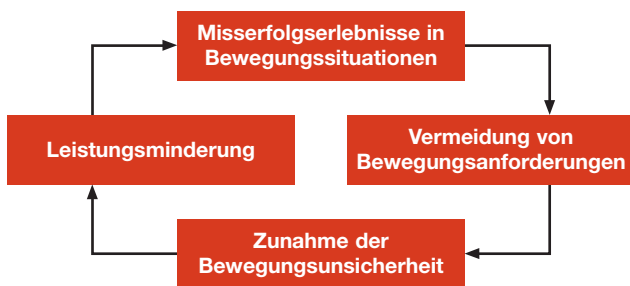 Misserfolgserlebnisse in
Bewegungssituationen
Leistungsminderung
Vermeidung von
Bewegungsanforderungen
Zunahme der
Bewegungsunsicherheit